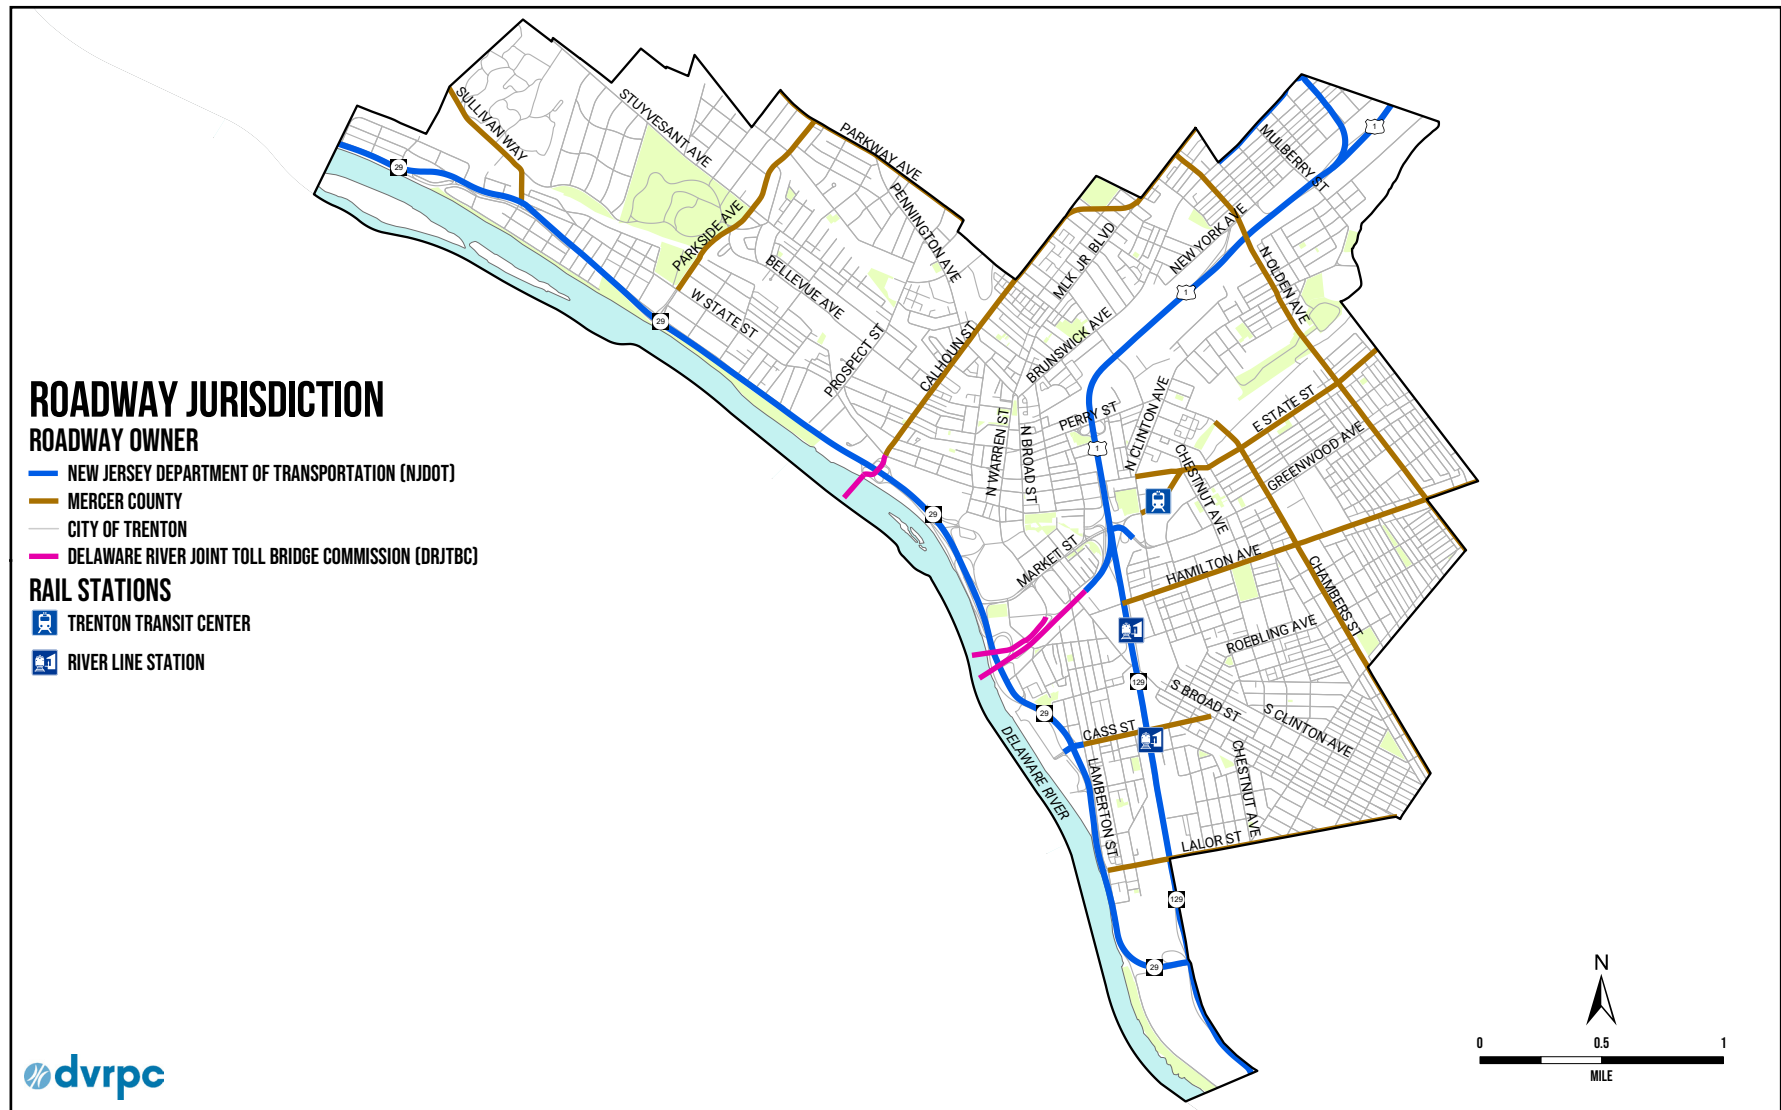 ROADWAY JURISDICTION
ROADWAY OWNER
NEW JERSEY DEPARTMENT OF TRANSPORTATION (NJDOT)
MERCER COUNTY
CITY OF TRENTON
DELAWARE RIVER JOINT TOLL BRIDGE COMMISSION (DRJTBC)
RAIL STATIONS
TRENTON TRANSIT CENTER
RIVER LINE STATION
SULLIVAN WAY
STUYVESANT AVE
PARKWAY AVE
PENNINGTON AVE
PARKSIDE AVE
BELLEVUE AVE
W STATE ST
PROSPECT ST
CALHOUN ST
MLK JR BLVD
BRUNSWICK AVE
NEW YORK AVE
MULBERRY ST
N OLDEN AVE
N WARREN ST
N BROAD ST
PERRY ST
N CLINTON AVE
CHESTNUT AVE
E STATE ST
GREENWOOD AVE
MARKET ST
HAMILTON AVE
CHAMBERS ST
ROEBLING AVE
S BROAD ST
S CLINTON AVE
CASS ST
LAMBERTON ST
CHESTNUT AVE
LALOR ST
DELAWARE RIVER
29
29
29
29
29
1
1
1
129
129
N
0
0.5
1
MILE
dvrpc